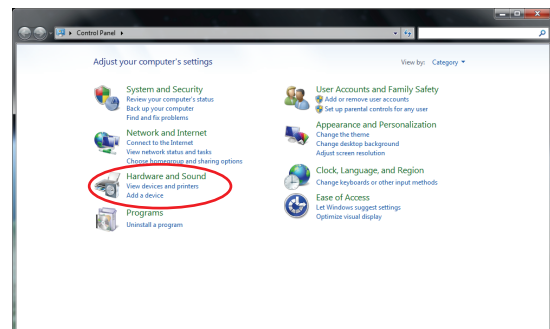 Control Panel
Adjust your computer's settings
View by: Category
System and Security
Review your computer's status
Back up your computer
Find and fix problems
Network and Internet
Connect to the Internet
View network status and tasks
Choose homegroup and sharing options
Hardware and Sound
View devices and printers
Add a device
Programs
Uninstall a program
User Accounts and Family Safety
Add or remove user accounts
Set up parental controls for any user
Appearance and Personalization
Change the theme
Change desktop background
Adjust screen resolution
Clock, Language, and Region
Change keyboards or other input methods
Ease of Access
Let Windows suggest settings
Optimize visual display